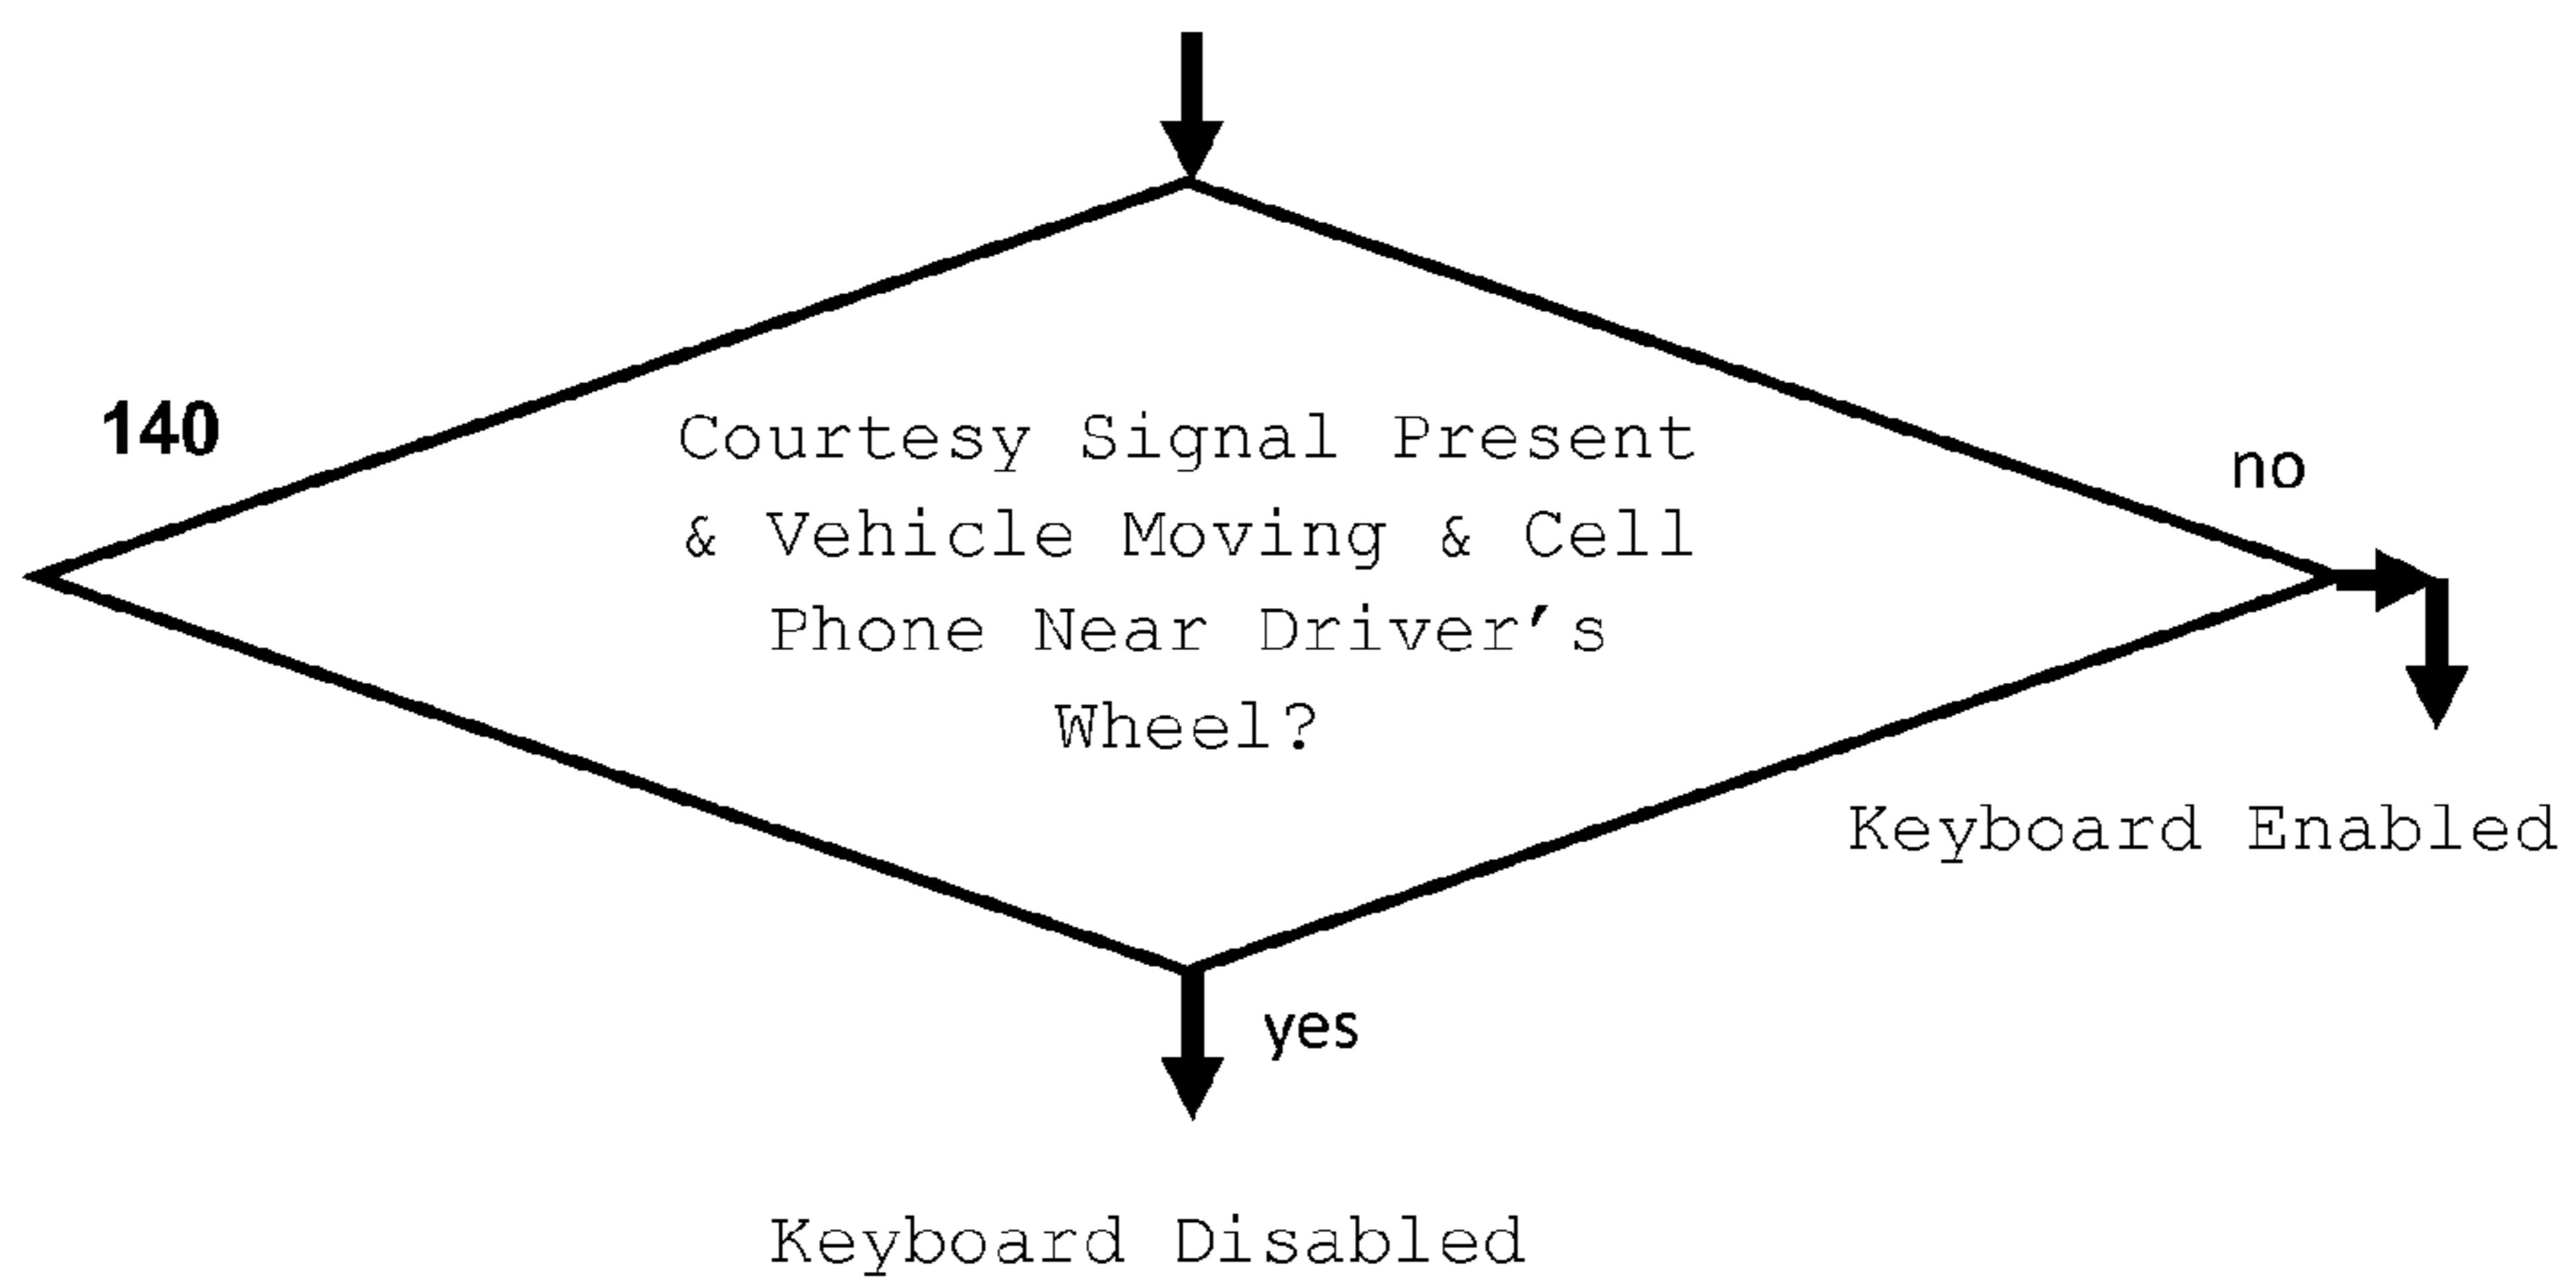 140
Courtesy Signal Present
& Vehicle Moving & Cell
Phone Near Driver’s
Wheel?
no
Keyboard Enabled
yes
Keyboard Disabled